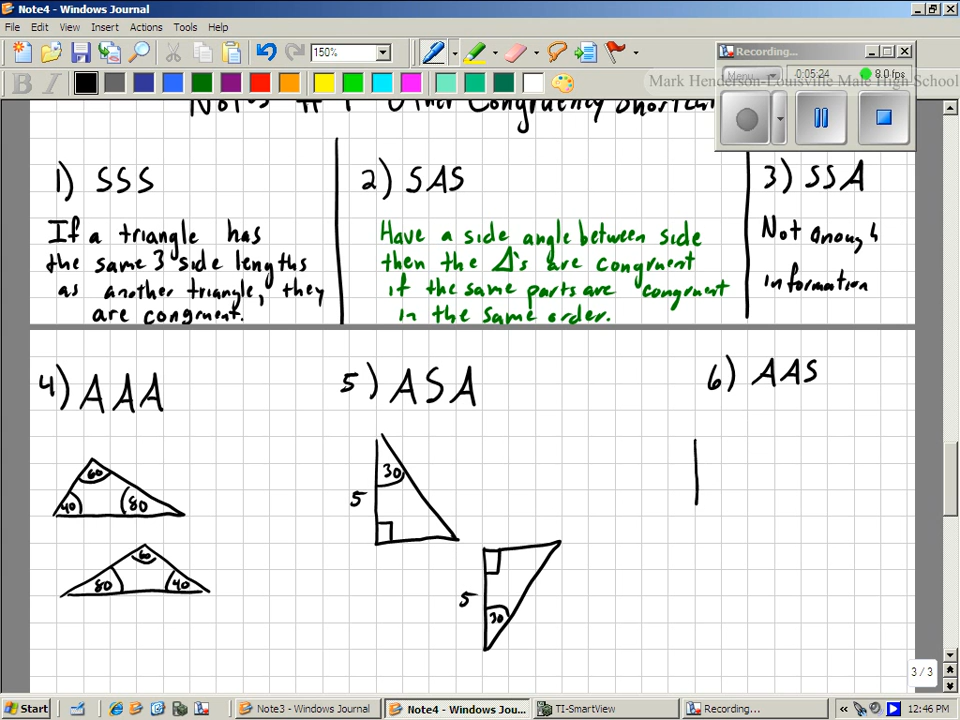 Note4 - Windows Journal
File Edit View Insert Actions Tools Help
150%
Recording...
Menu 0:05:24 8.0 fps
B I
Mark Henderson-Louisville Male High School
Other Congruency Shortcu
1) SSS
If a triangle has
the same 3 side lengths
as another triangle, they
are congruent.
2) SAS
Have a side angle between side
then the Δ's are congruent
if the same parts are congruent
in the same order.
3) SSA
Not enough
information
4) AAA
60
40 80
60
80 40
5) ASA
30
5
5
30
6) AAS
3 / 3
Start Note3 - Windows Journal Note4 - Windows Jou... TI-SmartView Recording... « 12:46 PM